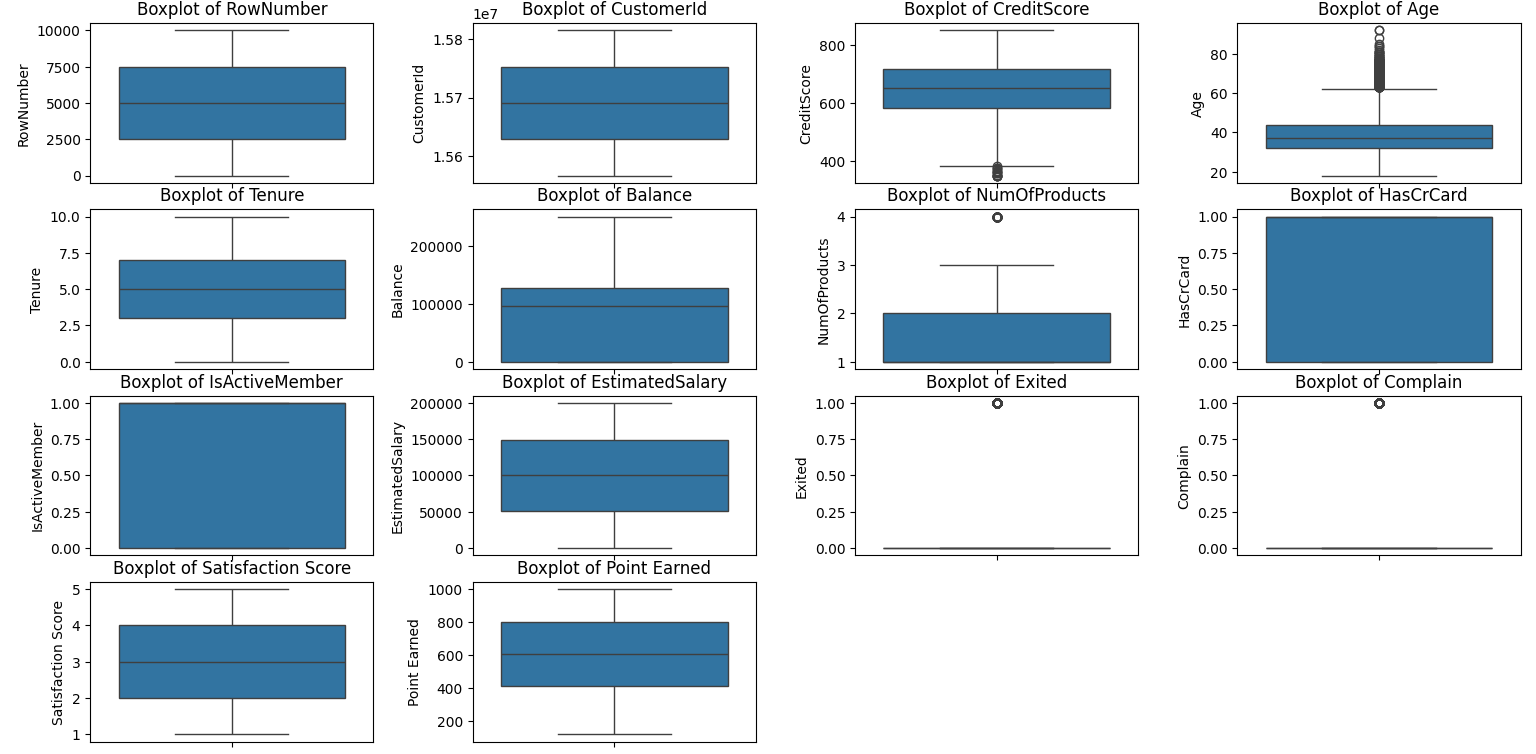 Boxplot of RowNumber
RowNumber
10000
7500
5000
2500
0
Boxplot of CustomerId
1e7
CustomerId
1.58
1.57
1.56
Boxplot of CreditScore
CreditScore
800
600
400
Boxplot of Age
Age
80
60
40
20
Boxplot of Tenure
Tenure
10.0
7.5
5.0
2.5
0.0
Boxplot of Balance
Balance
200000
100000
0
Boxplot of NumOfProducts
NumOfProducts
4
3
2
1
Boxplot of HasCrCard
HasCrCard
1.00
0.75
0.50
0.25
0.00
Boxplot of IsActiveMember
IsActiveMember
1.00
0.75
0.50
0.25
0.00
Boxplot of EstimatedSalary
EstimatedSalary
200000
150000
100000
50000
0
Boxplot of Exited
Exited
1.00
0.75
0.50
0.25
0.00
Boxplot of Complain
Complain
1.00
0.75
0.50
0.25
0.00
Boxplot of Satisfaction Score
Satisfaction Score
5
4
3
2
1
Boxplot of Point Earned
Point Earned
1000
800
600
400
200